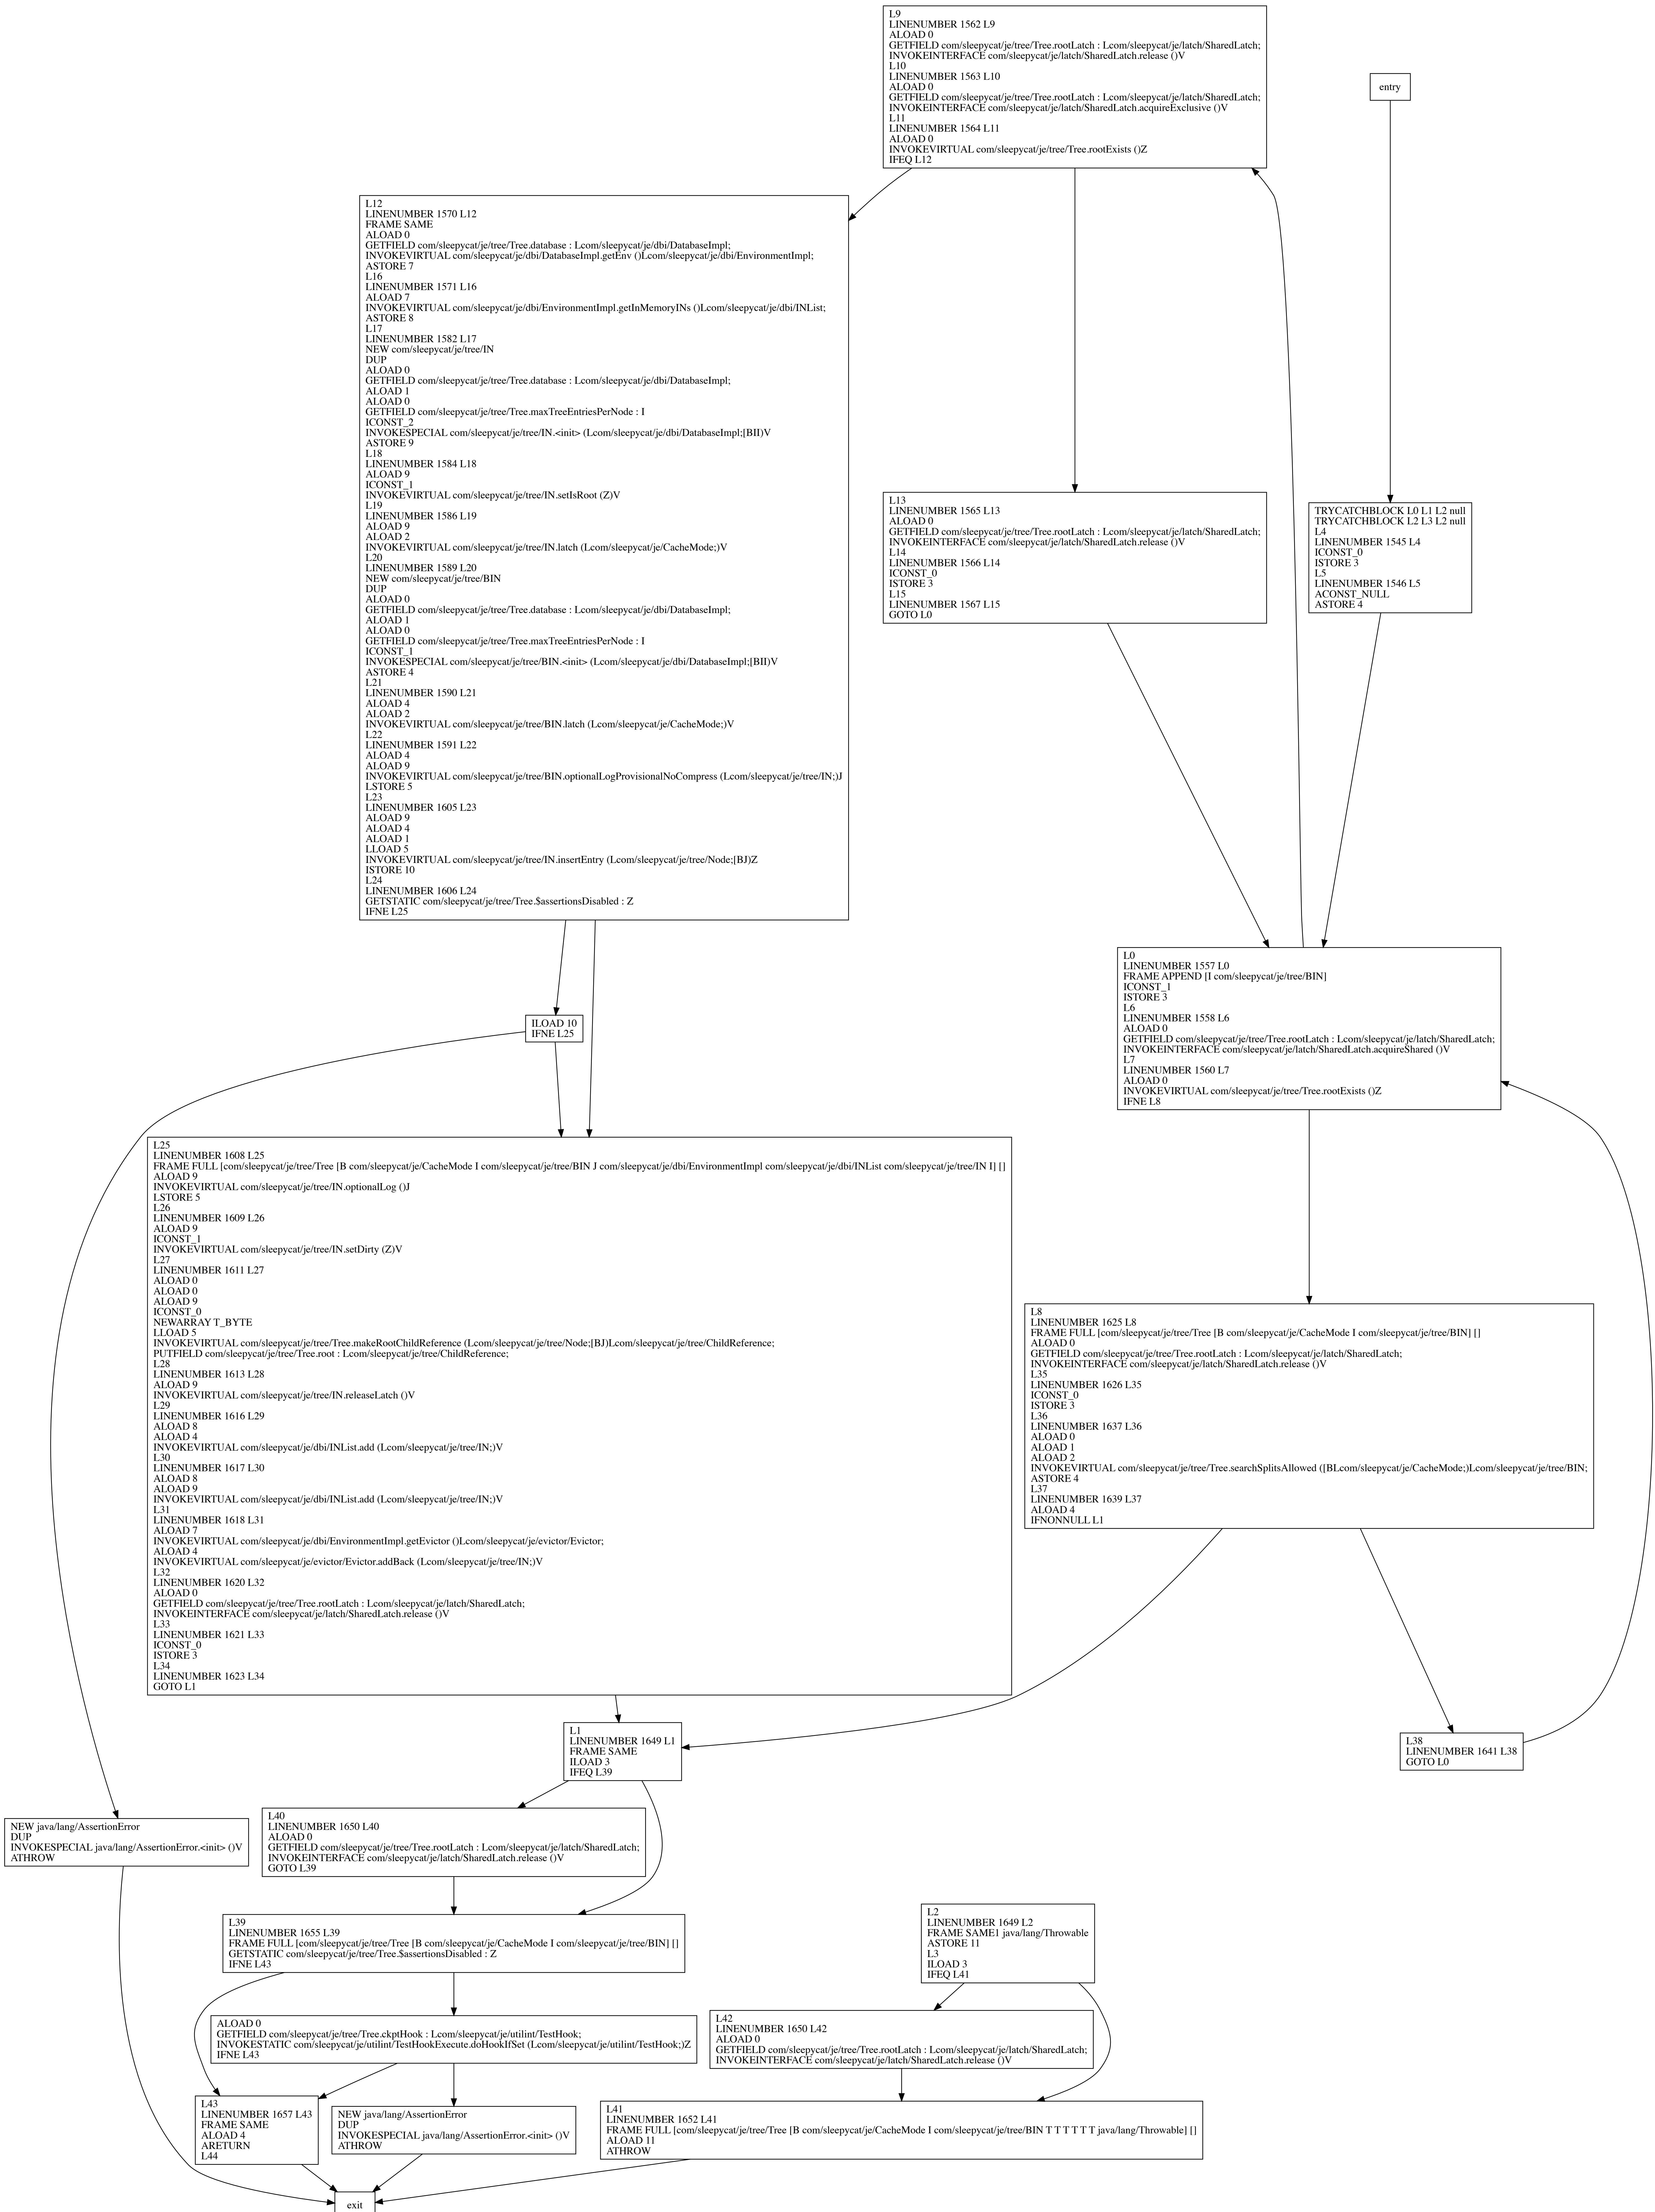 L9
LINENUMBER 1562 L9
ALOAD 0
GETFIELD com/sleepycat/je/tree/Tree.rootLatch : Lcom/sleepycat/je/latch/SharedLatch;
INVOKEINTERFACE com/sleepycat/je/latch/SharedLatch.release ()V
L10
LINENUMBER 1563 L10
ALOAD 0
GETFIELD com/sleepycat/je/tree/Tree.rootLatch : Lcom/sleepycat/je/latch/SharedLatch;
INVOKEINTERFACE com/sleepycat/je/latch/SharedLatch.acquireExclusive ()V
L11
LINENUMBER 1564 L11
ALOAD 0
INVOKEVIRTUAL com/sleepycat/je/tree/Tree.rootExists ()Z
IFEQ L12
entry
L12
LINENUMBER 1570 L12
FRAME SAME
ALOAD 0
GETFIELD com/sleepycat/je/tree/Tree.database : Lcom/sleepycat/je/dbi/DatabaseImpl;
INVOKEVIRTUAL com/sleepycat/je/dbi/DatabaseImpl.getEnv ()Lcom/sleepycat/je/dbi/EnvironmentImpl;
ASTORE 7
L16
LINENUMBER 1571 L16
ALOAD 7
INVOKEVIRTUAL com/sleepycat/je/dbi/EnvironmentImpl.getInMemoryINs ()Lcom/sleepycat/je/dbi/INList;
ASTORE 8
L17
LINENUMBER 1582 L17
NEW com/sleepycat/je/tree/IN
DUP
ALOAD 0
GETFIELD com/sleepycat/je/tree/Tree.database : Lcom/sleepycat/je/dbi/DatabaseImpl;
ALOAD 1
ALOAD 0
GETFIELD com/sleepycat/je/tree/Tree.maxTreeEntriesPerNode : I
ICONST_2
INVOKESPECIAL com/sleepycat/je/tree/IN.<init> (Lcom/sleepycat/je/dbi/DatabaseImpl;[BII)V
ASTORE 9
L18
LINENUMBER 1584 L18
ALOAD 9
ICONST_1
INVOKEVIRTUAL com/sleepycat/je/tree/IN.setIsRoot (Z)V
L19
LINENUMBER 1586 L19
ALOAD 9
ALOAD 2
INVOKEVIRTUAL com/sleepycat/je/tree/IN.latch (Lcom/sleepycat/je/CacheMode;)V
L20
LINENUMBER 1589 L20
NEW com/sleepycat/je/tree/BIN
DUP
ALOAD 0
GETFIELD com/sleepycat/je/tree/Tree.database : Lcom/sleepycat/je/dbi/DatabaseImpl;
ALOAD 1
ALOAD 0
GETFIELD com/sleepycat/je/tree/Tree.maxTreeEntriesPerNode : I
ICONST_1
INVOKESPECIAL com/sleepycat/je/tree/BIN.<init> (Lcom/sleepycat/je/dbi/DatabaseImpl;[BII)V
ASTORE 4
L21
LINENUMBER 1590 L21
ALOAD 4
ALOAD 2
INVOKEVIRTUAL com/sleepycat/je/tree/BIN.latch (Lcom/sleepycat/je/CacheMode;)V
L22
LINENUMBER 1591 L22
ALOAD 4
ALOAD 9
INVOKEVIRTUAL com/sleepycat/je/tree/BIN.optionalLogProvisionalNoCompress (Lcom/sleepycat/je/tree/IN;)J
LSTORE 5
L23
LINENUMBER 1605 L23
ALOAD 9
ALOAD 4
ALOAD 1
LLOAD 5
INVOKEVIRTUAL com/sleepycat/je/tree/IN.insertEntry (Lcom/sleepycat/je/tree/Node;[BJ)Z
ISTORE 10
L24
LINENUMBER 1606 L24
GETSTATIC com/sleepycat/je/tree/Tree.$assertionsDisabled : Z
IFNE L25
L13
LINENUMBER 1565 L13
ALOAD 0
GETFIELD com/sleepycat/je/tree/Tree.rootLatch : Lcom/sleepycat/je/latch/SharedLatch;
INVOKEINTERFACE com/sleepycat/je/latch/SharedLatch.release ()V
L14
LINENUMBER 1566 L14
ICONST_0
ISTORE 3
L15
LINENUMBER 1567 L15
GOTO L0
TRYCATCHBLOCK L0 L1 L2 null
TRYCATCHBLOCK L2 L3 L2 null
L4
LINENUMBER 1545 L4
ICONST_0
ISTORE 3
L5
LINENUMBER 1546 L5
ACONST_NULL
ASTORE 4
L0
LINENUMBER 1557 L0
FRAME APPEND [I com/sleepycat/je/tree/BIN]
ICONST_1
ISTORE 3
L6
LINENUMBER 1558 L6
ALOAD 0
GETFIELD com/sleepycat/je/tree/Tree.rootLatch : Lcom/sleepycat/je/latch/SharedLatch;
INVOKEINTERFACE com/sleepycat/je/latch/SharedLatch.acquireShared ()V
L7
LINENUMBER 1560 L7
ALOAD 0
INVOKEVIRTUAL com/sleepycat/je/tree/Tree.rootExists ()Z
IFNE L8
ILOAD 10
IFNE L25
L25
LINENUMBER 1608 L25
FRAME FULL [com/sleepycat/je/tree/Tree [B com/sleepycat/je/CacheMode I com/sleepycat/je/tree/BIN J com/sleepycat/je/dbi/EnvironmentImpl com/sleepycat/je/dbi/INList com/sleepycat/je/tree/IN I] []
ALOAD 9
INVOKEVIRTUAL com/sleepycat/je/tree/IN.optionalLog ()J
LSTORE 5
L26
LINENUMBER 1609 L26
ALOAD 9
ICONST_1
INVOKEVIRTUAL com/sleepycat/je/tree/IN.setDirty (Z)V
L27
LINENUMBER 1611 L27
ALOAD 0
ALOAD 0
ALOAD 9
ICONST_0
NEWARRAY T_BYTE
LLOAD 5
INVOKEVIRTUAL com/sleepycat/je/tree/Tree.makeRootChildReference (Lcom/sleepycat/je/tree/Node;[BJ)Lcom/sleepycat/je/tree/ChildReference;
PUTFIELD com/sleepycat/je/tree/Tree.root : Lcom/sleepycat/je/tree/ChildReference;
L28
LINENUMBER 1613 L28
ALOAD 9
INVOKEVIRTUAL com/sleepycat/je/tree/IN.releaseLatch ()V
L29
LINENUMBER 1616 L29
ALOAD 8
ALOAD 4
INVOKEVIRTUAL com/sleepycat/je/dbi/INList.add (Lcom/sleepycat/je/tree/IN;)V
L30
LINENUMBER 1617 L30
ALOAD 8
ALOAD 9
INVOKEVIRTUAL com/sleepycat/je/dbi/INList.add (Lcom/sleepycat/je/tree/IN;)V
L31
LINENUMBER 1618 L31
ALOAD 7
INVOKEVIRTUAL com/sleepycat/je/dbi/EnvironmentImpl.getEvictor ()Lcom/sleepycat/je/evictor/Evictor;
ALOAD 4
INVOKEVIRTUAL com/sleepycat/je/evictor/Evictor.addBack (Lcom/sleepycat/je/tree/IN;)V
L32
LINENUMBER 1620 L32
ALOAD 0
GETFIELD com/sleepycat/je/tree/Tree.rootLatch : Lcom/sleepycat/je/latch/SharedLatch;
INVOKEINTERFACE com/sleepycat/je/latch/SharedLatch.release ()V
L33
LINENUMBER 1621 L33
ICONST_0
ISTORE 3
L34
LINENUMBER 1623 L34
GOTO L1
L8
LINENUMBER 1625 L8
FRAME FULL [com/sleepycat/je/tree/Tree [B com/sleepycat/je/CacheMode I com/sleepycat/je/tree/BIN] []
ALOAD 0
GETFIELD com/sleepycat/je/tree/Tree.rootLatch : Lcom/sleepycat/je/latch/SharedLatch;
INVOKEINTERFACE com/sleepycat/je/latch/SharedLatch.release ()V
L35
LINENUMBER 1626 L35
ICONST_0
ISTORE 3
L36
LINENUMBER 1637 L36
ALOAD 0
ALOAD 1
ALOAD 2
INVOKEVIRTUAL com/sleepycat/je/tree/Tree.searchSplitsAllowed ([BLcom/sleepycat/je/CacheMode;)Lcom/sleepycat/je/tree/BIN;
ASTORE 4
L37
LINENUMBER 1639 L37
ALOAD 4
IFNONNULL L1
L1
LINENUMBER 1649 L1
FRAME SAME
ILOAD 3
IFEQ L39
L38
LINENUMBER 1641 L38
GOTO L0
NEW java/lang/AssertionError
DUP
INVOKESPECIAL java/lang/AssertionError.<init> ()V
ATHROW
L40
LINENUMBER 1650 L40
ALOAD 0
GETFIELD com/sleepycat/je/tree/Tree.rootLatch : Lcom/sleepycat/je/latch/SharedLatch;
INVOKEINTERFACE com/sleepycat/je/latch/SharedLatch.release ()V
GOTO L39
L39
LINENUMBER 1655 L39
FRAME FULL [com/sleepycat/je/tree/Tree [B com/sleepycat/je/CacheMode I com/sleepycat/je/tree/BIN] []
GETSTATIC com/sleepycat/je/tree/Tree.$assertionsDisabled : Z
IFNE L43
L2
LINENUMBER 1649 L2
FRAME SAME1 java/lang/Throwable
ASTORE 11
L3
ILOAD 3
IFEQ L41
ALOAD 0
GETFIELD com/sleepycat/je/tree/Tree.ckptHook : Lcom/sleepycat/je/utilint/TestHook;
INVOKESTATIC com/sleepycat/je/utilint/TestHookExecute.doHookIfSet (Lcom/sleepycat/je/utilint/TestHook;)Z
IFNE L43
L42
LINENUMBER 1650 L42
ALOAD 0
GETFIELD com/sleepycat/je/tree/Tree.rootLatch : Lcom/sleepycat/je/latch/SharedLatch;
INVOKEINTERFACE com/sleepycat/je/latch/SharedLatch.release ()V
L43
LINENUMBER 1657 L43
FRAME SAME
ALOAD 4
ARETURN
L44
NEW java/lang/AssertionError
DUP
INVOKESPECIAL java/lang/AssertionError.<init> ()V
ATHROW
L41
LINENUMBER 1652 L41
FRAME FULL [com/sleepycat/je/tree/Tree [B com/sleepycat/je/CacheMode I com/sleepycat/je/tree/BIN T T T T T T java/lang/Throwable] []
ALOAD 11
ATHROW
exit